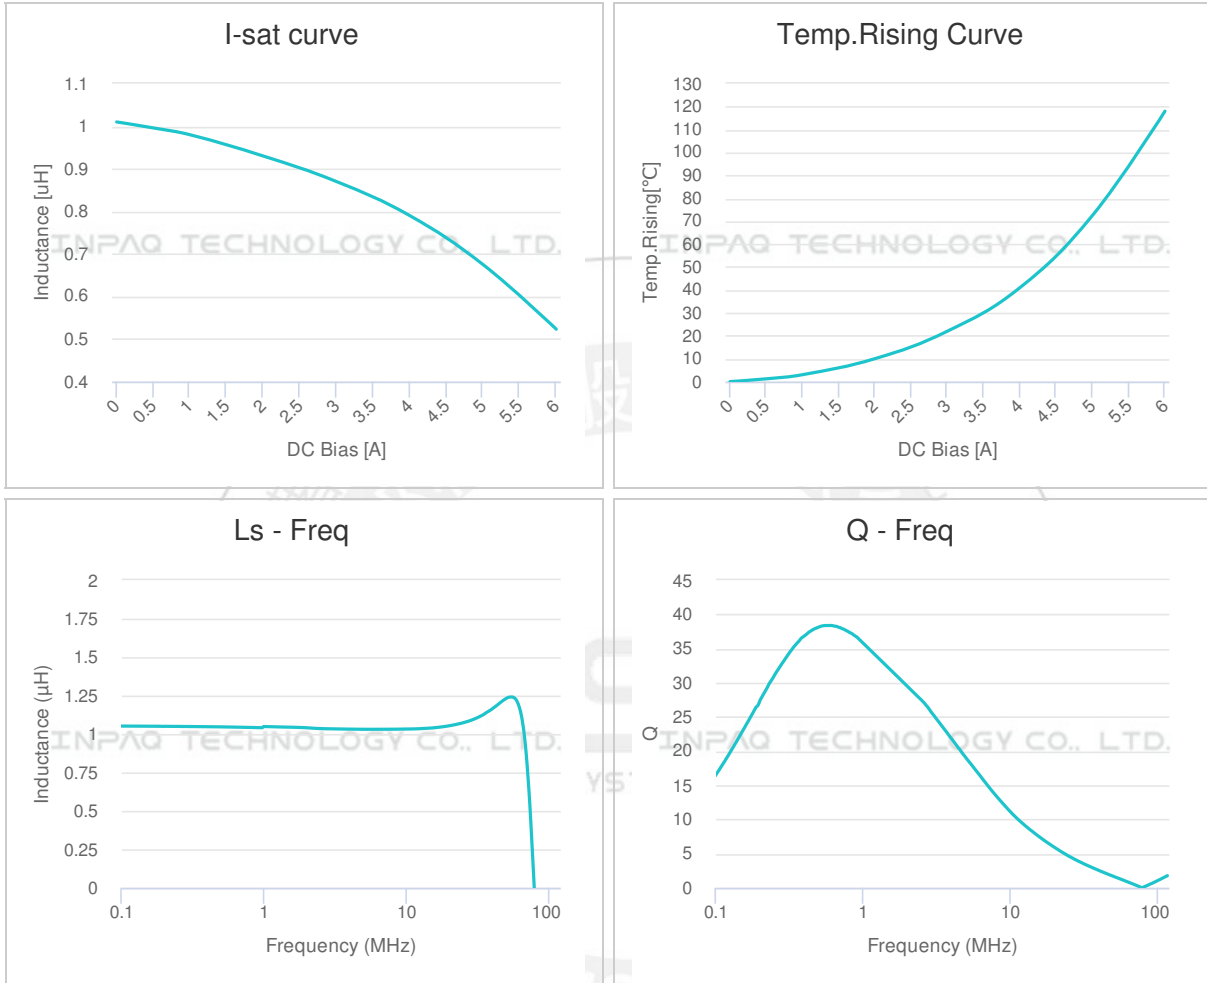 I-sat curve
1.1
1
0.9
0.8
0.7
0.6
0.5
0.4
Inductance [uH]
0 0.5 1 1.5 2 2.5 3 3.5 4 4.5 5 5.5 6
DC Bias [A]
INPAQ TECHNOLOGY CO., LTD.
Temp.Rising Curve
130
120
110
100
90
80
70
60
50
40
30
20
10
0
Temp.Rising[°C]
0 0.5 1 1.5 2 2.5 3 3.5 4 4.5 5 5.5 6
DC Bias [A]
INPAQ TECHNOLOGY CO., LTD.
Ls - Freq
2
1.75
1.5
1.25
1
0.75
0.5
0.25
0
Inductance (μH)
0.1 1 10 100
Frequency (MHz)
INPAQ TECHNOLOGY CO., LTD.
Q - Freq
45
40
35
30
25
20
15
10
5
0
Q
0.1 1 10 100
Frequency (MHz)
INPAQ TECHNOLOGY CO., LTD.